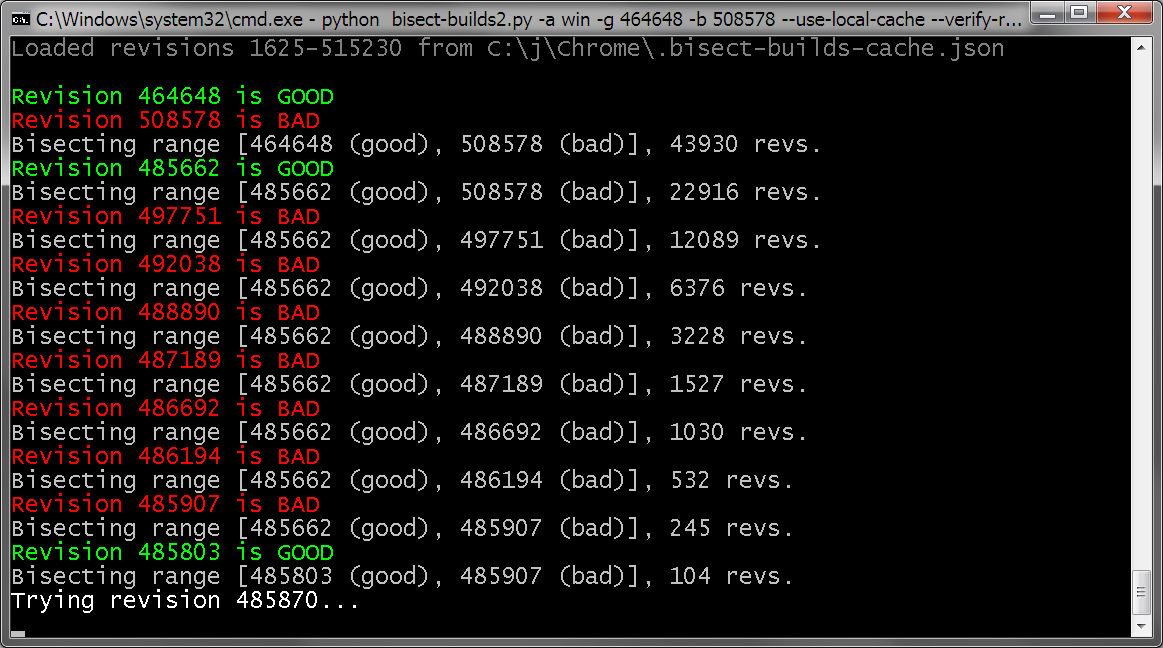 C:\Windows\system32\cmd.exe - python  bisect-builds2.py -a win -g 464648 -b 508578 --use-local-cache --verify-r...
Loaded revisions 1625-515230 from C:\j\Chrome\.bisect-builds-cache.json
Revision 464648 is GOOD
Revision 508578 is BAD
Bisecting range [464648 (good), 508578 (bad)], 43930 revs.
Revision 485662 is GOOD
Bisecting range [485662 (good), 508578 (bad)], 22916 revs.
Revision 497751 is BAD
Bisecting range [485662 (good), 497751 (bad)], 12089 revs.
Revision 492038 is BAD
Bisecting range [485662 (good), 492038 (bad)], 6376 revs.
Revision 488890 is BAD
Bisecting range [485662 (good), 488890 (bad)], 3228 revs.
Revision 487189 is BAD
Bisecting range [485662 (good), 487189 (bad)], 1527 revs.
Revision 486692 is BAD
Bisecting range [485662 (good), 486692 (bad)], 1030 revs.
Revision 486194 is BAD
Bisecting range [485662 (good), 486194 (bad)], 532 revs.
Revision 485907 is BAD
Bisecting range [485662 (good), 485907 (bad)], 245 revs.
Revision 485803 is GOOD
Bisecting range [485803 (good), 485907 (bad)], 104 revs.
Trying revision 485870...